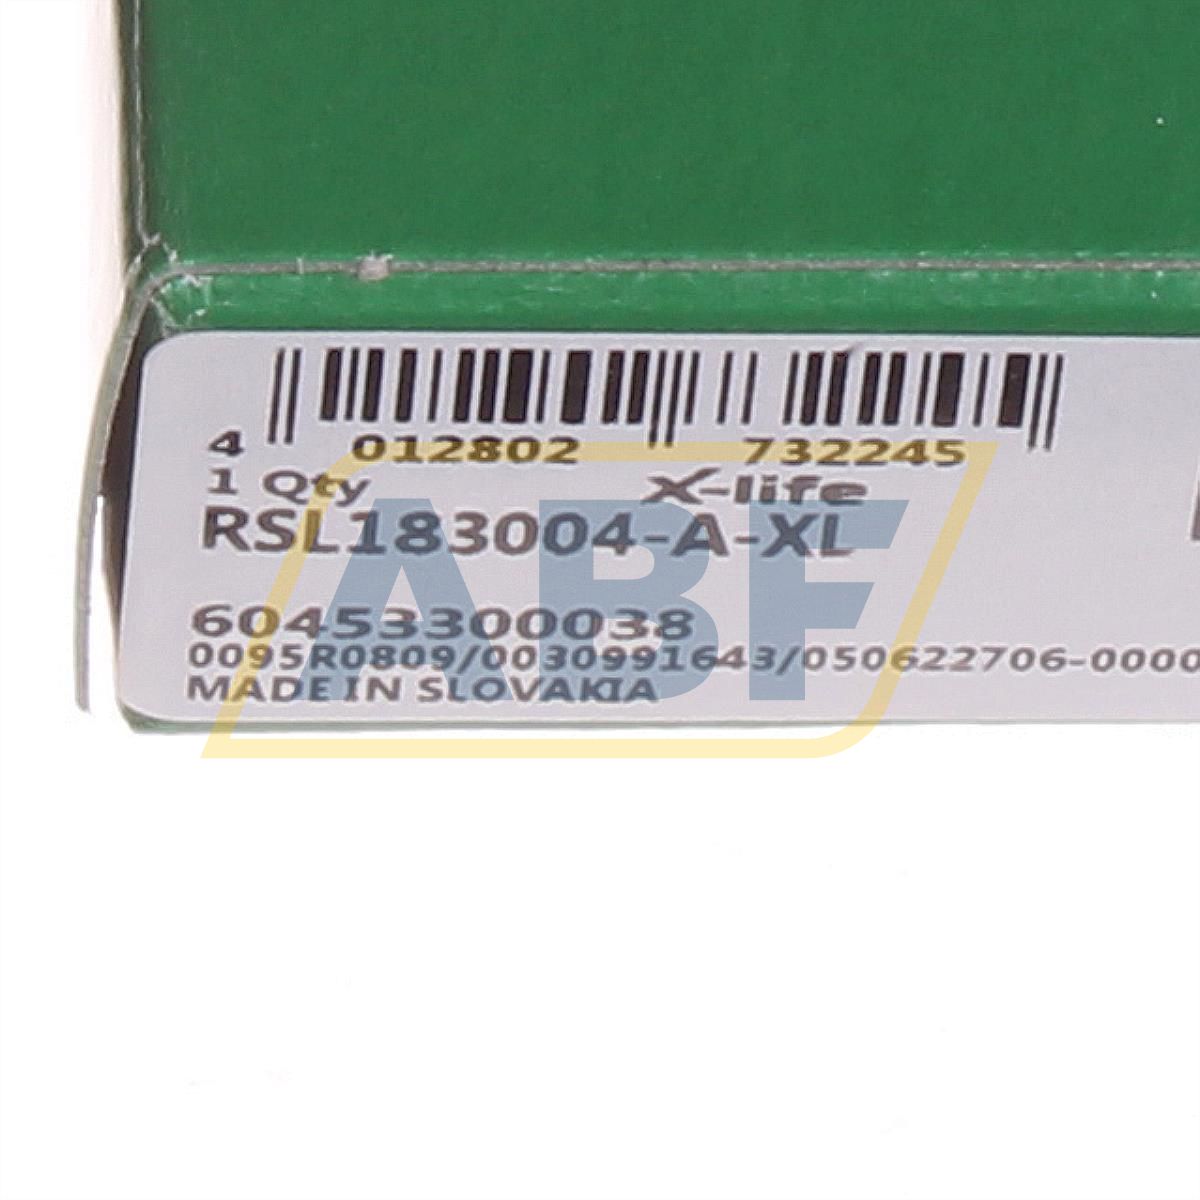 4 012802 732245
1 Qty X-life
RSL183004-A-XL
ABF
60453300038
0095R0809/0030991643/050622706-0000
MADE IN SLOVAKIA